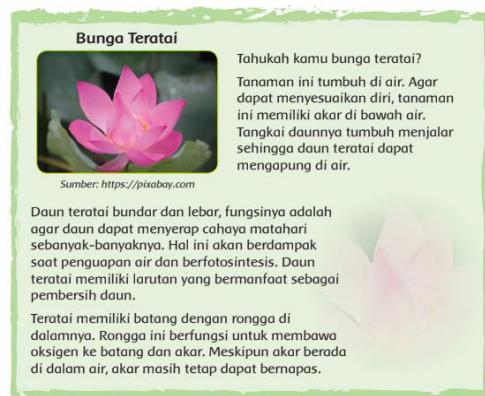 Bunga Teratai
Tahukah kamu bunga teratai?
Tanaman ini tumbuh di air. Agar
dapat menyesuaikan diri, tanaman
ini memiliki akar di bawah air.
Tangkai daunnya tumbuh menjalar
sehingga daun teratai dapat
mengapung di air.
Sumber: https://pixabay.com
Daun teratai bundar dan lebar, fungsinya adalah
agar daun dapat menyerap cahaya matahari
sebanyak-banyaknya. Hal ini akan berdampak
saat penguapan air dan berfotosintesis. Daun
teratai memiliki larutan yang bermanfaat sebagai
pembersih daun.
Teratai memiliki batang dengan rongga di
dalamnya. Rongga ini berfungsi untuk membawa
oksigen ke batang dan akar. Meskipun akar berada
di dalam air, akar masih tetap dapat bernapas.